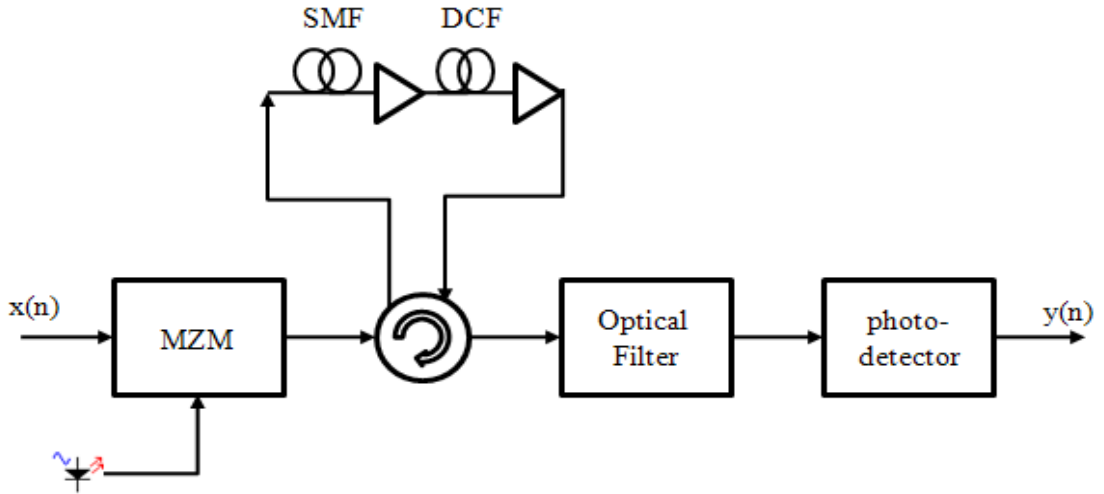 SMF
DCF
x(n)
MZM
Optical
Filter
photo-
detector
y(n)